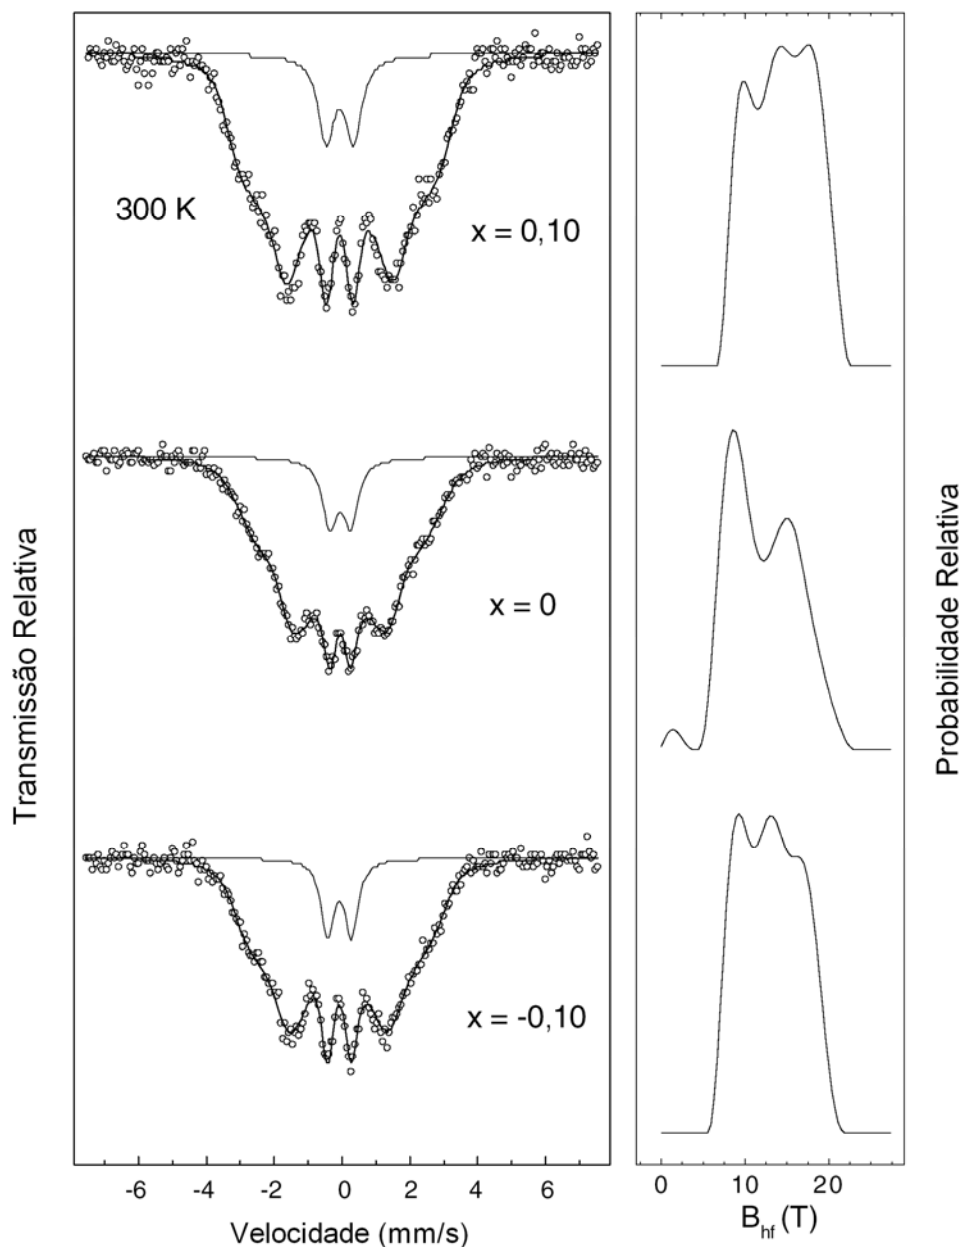 Transmissão Relativa
300 K
x = 0,10
x = 0
x = -0,10
-6 -4 -2 0 2 4 6
Velocidade (mm/s)
0 10 20
B_hf (T)
Probabilidade Relativa